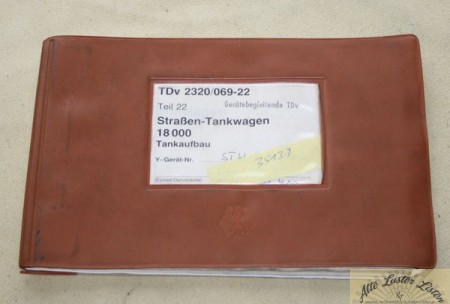 TDv 2320/069-22
Teil 22 Gerätebegleitende TDv
Straßen-Tankwagen
18 000
Tankaufbau
Y-Gerät-Nr.
Alte Laster Listen